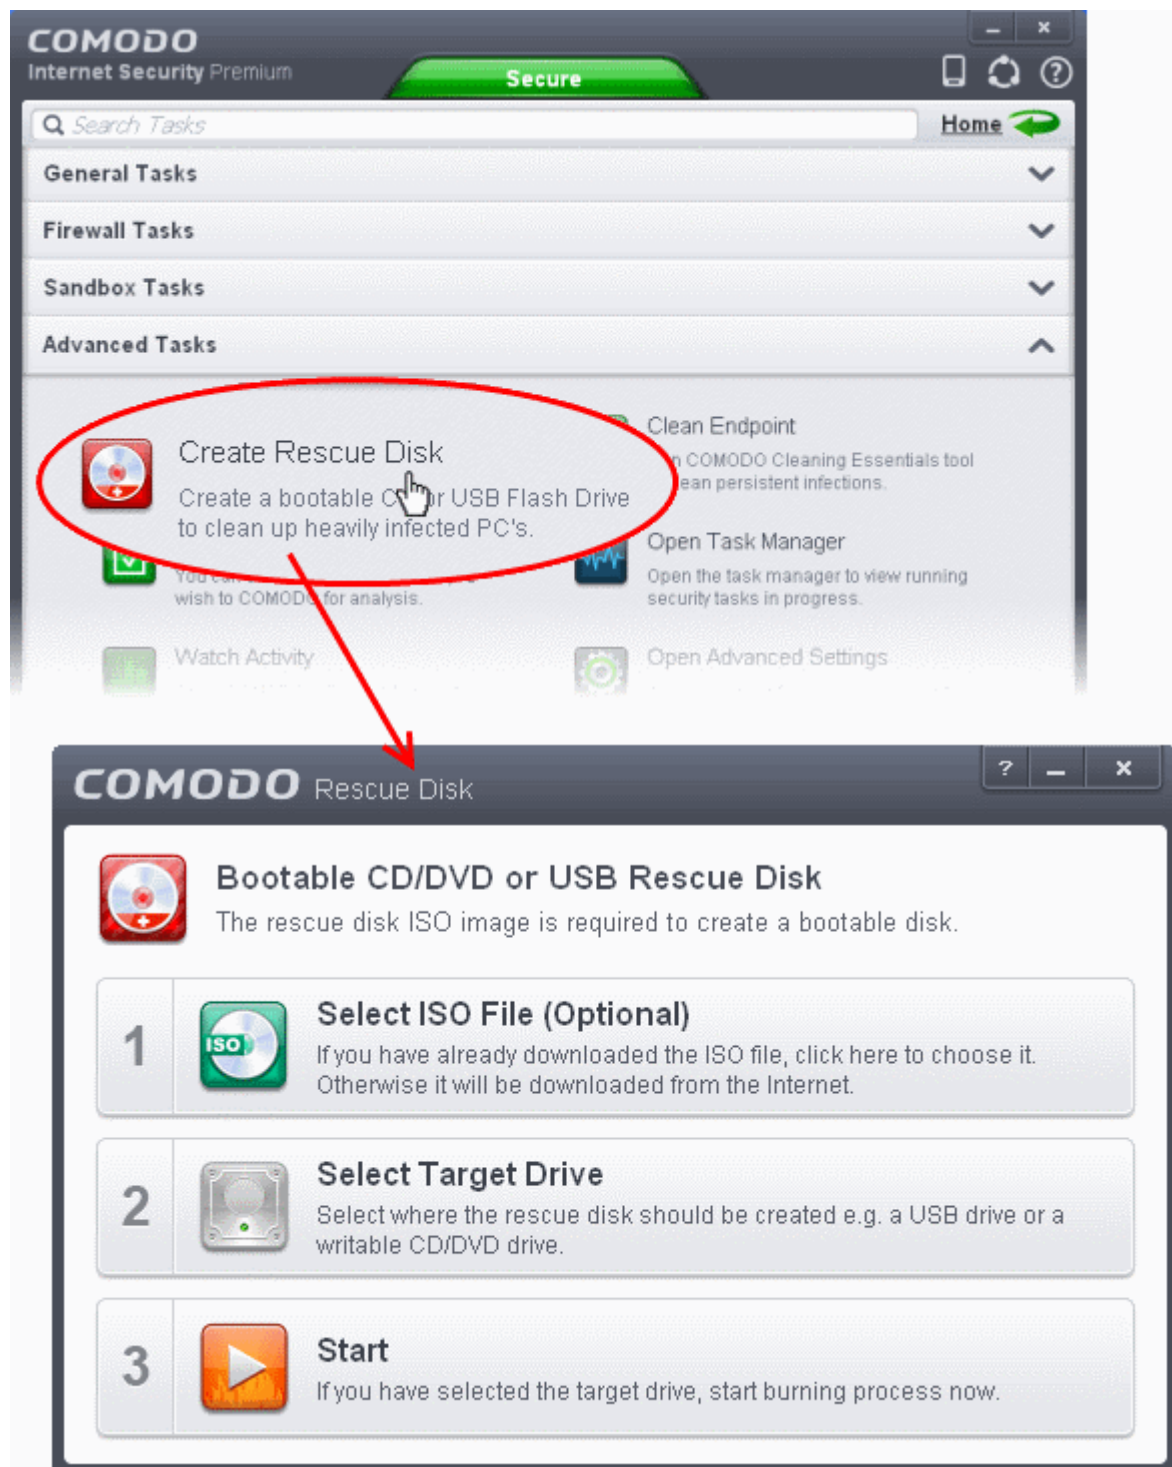 COMODO
Internet Security Premium
Secure
Search Tasks
Home
General Tasks
Firewall Tasks
Sandbox Tasks
Advanced Tasks
Create Rescue Disk
Create a bootable or USB Flash Drive
to clean up heavily infected PC's.
Clean Endpoint
COMODO Cleaning Essentials tool
persistent infections.
You can
wish to COMODO for analysis.
Open Task Manager
Open the task manager to view running
security tasks in progress.
Watch Activity
Open Advanced Settings
COMODO Rescue Disk
?
Bootable CD/DVD or USB Rescue Disk
The rescue disk ISO image is required to create a bootable disk.
1
ISO
Select ISO File (Optional)
If you have already downloaded the ISO file, click here to choose it.
Otherwise it will be downloaded from the Internet.
2
Select Target Drive
Select where the rescue disk should be created e.g. a USB drive or a
writable CD/DVD drive.
3
Start
If you have selected the target drive, start burning process now.